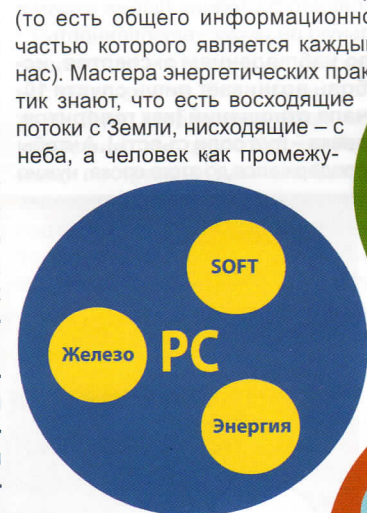 (то есть общего информационно
частью которого является кажды
нас). Мастера энергетических прак-
тик знают, что есть восходящие
потоки с Земли, нисходящие – с
неба, а человек как промежу-
SOFT
Железо
PC
Энергия